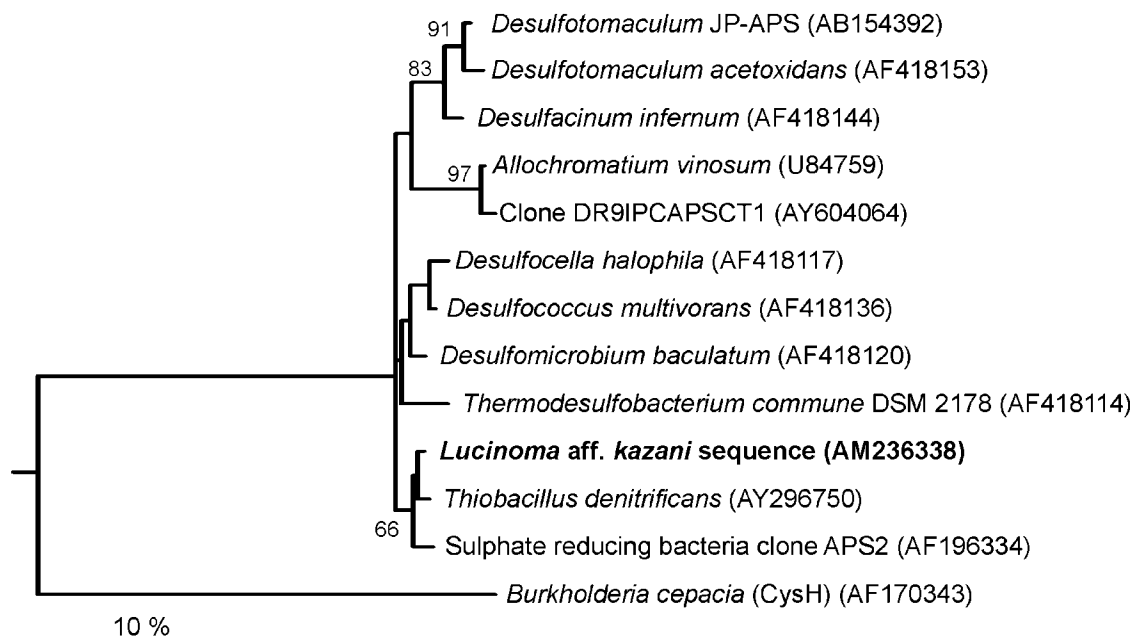 91
Desulfotomaculum JP-APS (AB154392)
83
Desulfotomaculum acetoxidans (AF418153)
Desulfacinum infernum (AF418144)
97
Allochromatium vinosum (U84759)
Clone DR9IPCAPSCT1 (AY604064)
Desulfocella halophila (AF418117)
Desulfococcus multivorans (AF418136)
Desulfomicrobium baculatum (AF418120)
Thermodesulfobacterium commune DSM 2178 (AF418114)
Lucinoma aff. kazani sequence (AM236338)
Thiobacillus denitrificans (AY296750)
66
Sulphate reducing bacteria clone APS2 (AF196334)
Burkholderia cepacia (CysH) (AF170343)
10 %